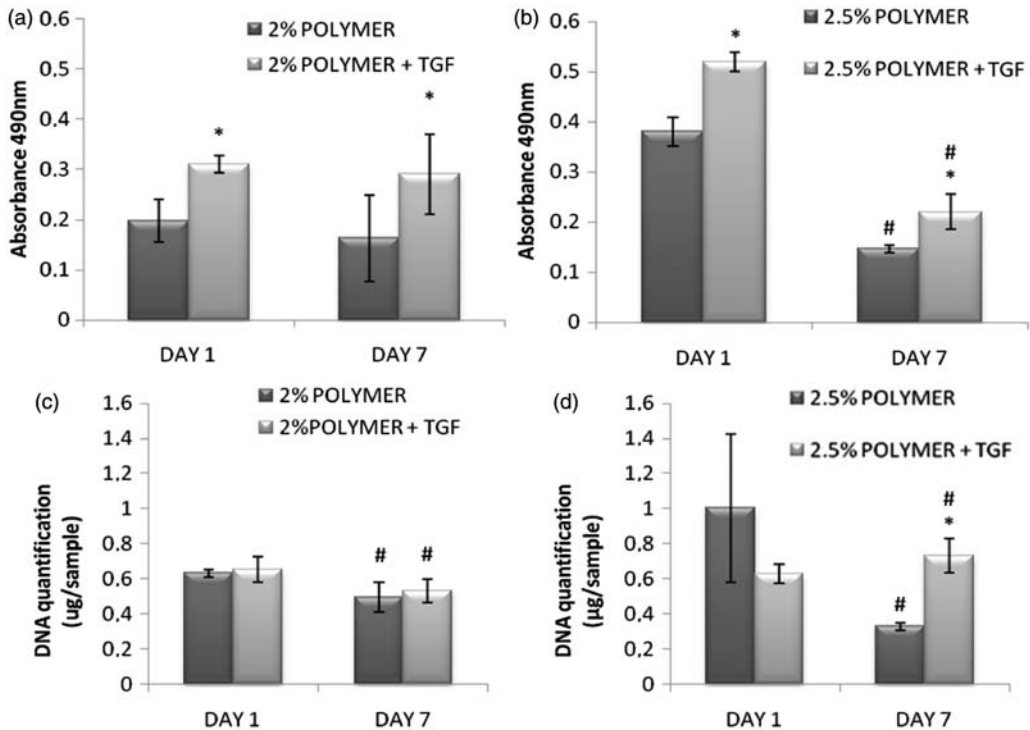 (a)
0.6
0.5
0.4
0.3
0.2
0.1
0
Absorbance 490nm
2% POLYMER
2% POLYMER + TGF
*
*
DAY 1
DAY 7
(b)
0.6
0.5
0.4
0.3
0.2
0.1
0
Absorbance 490nm
2.5% POLYMER
2.5% POLYMER + TGF
*
#
#
*
DAY 1
DAY 7
(c)
1.6
1.4
1.2
1
0.8
0.6
0.4
0.2
0
DNA quantification
(ug/sample)
2% POLYMER
2%POLYMER + TGF
#
#
DAY 1
DAY 7
(d)
1.6
1.4
1.2
1
0.8
0.6
0.4
0.2
0
DNA quantification
(µg/sample)
2.5% POLYMER
2.5% POLYMER + TGF
#
#
*
DAY 1
DAY 7